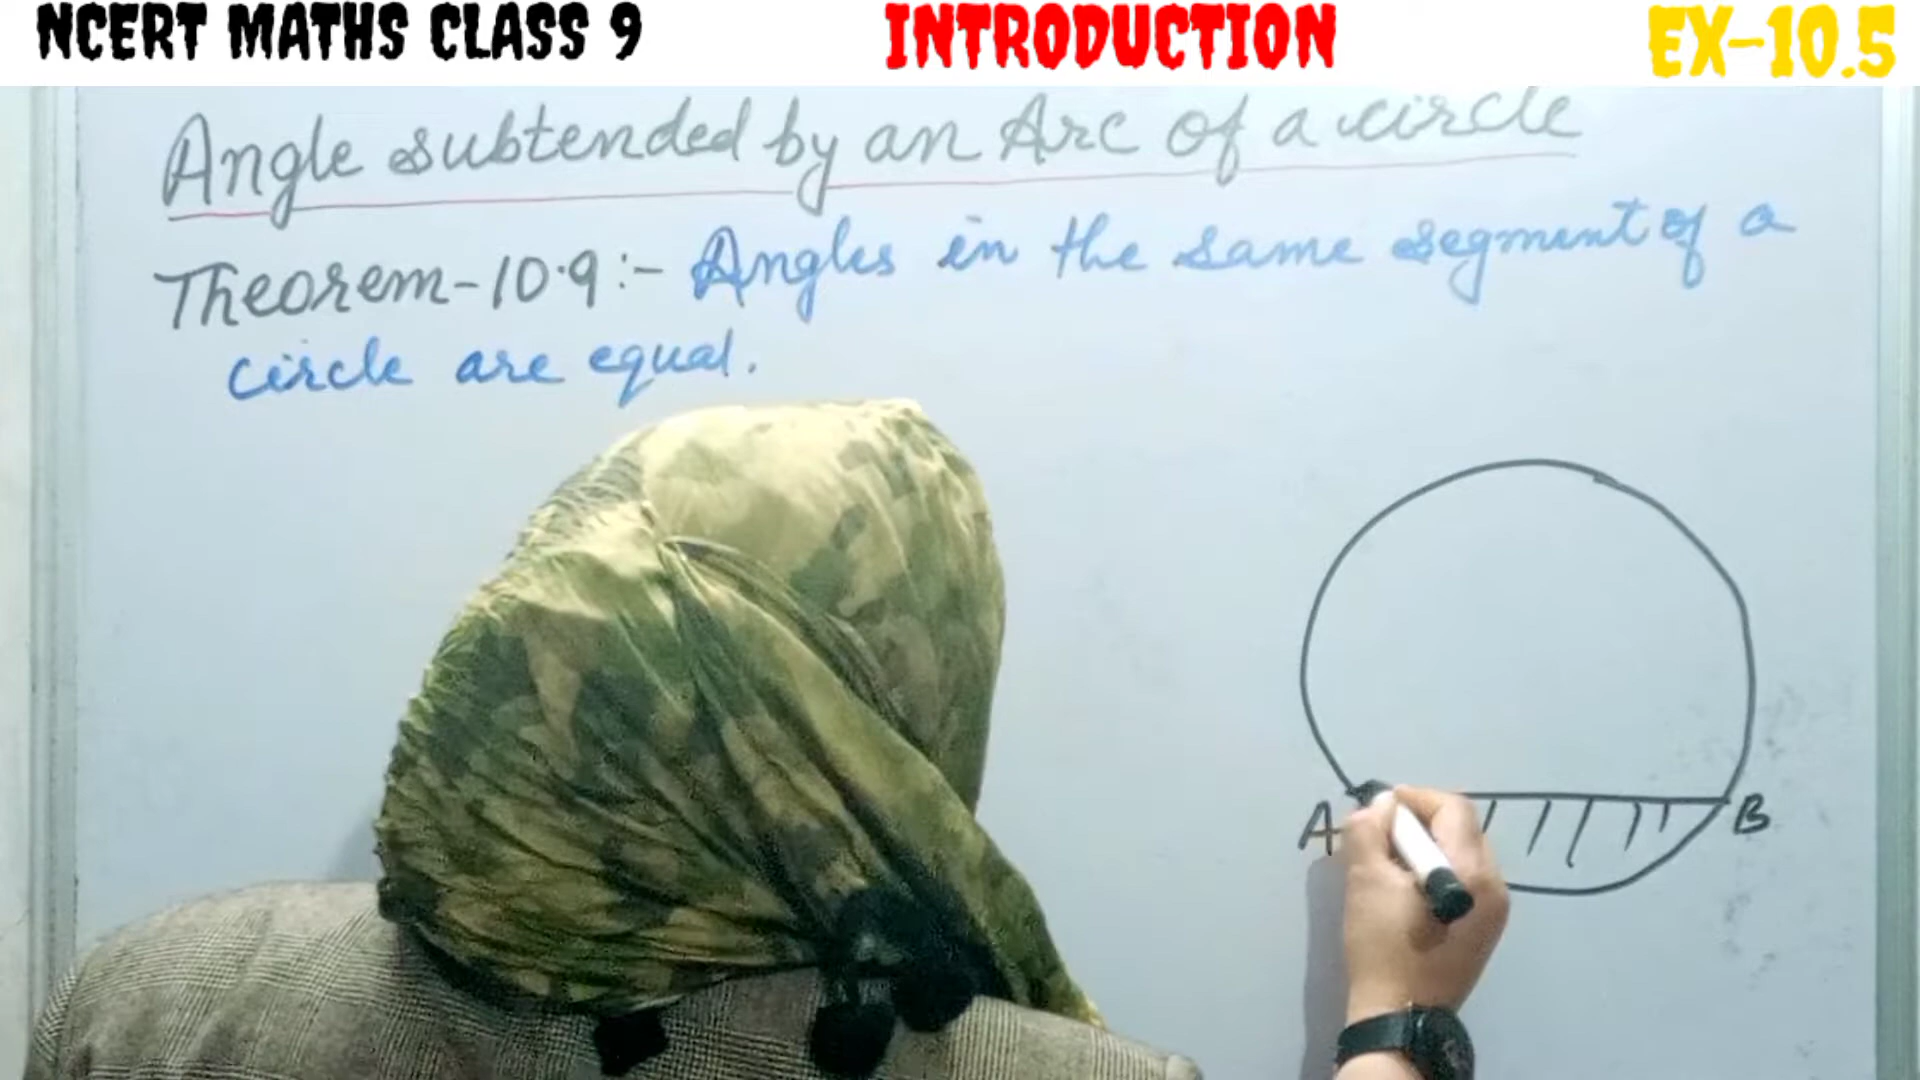 NCERT MATHS CLASS 9 INTRODUCTION EX-10.5
Angle subtended by an Arc of a circle
Theorem-10.9:- Angles in the same segment of a
circle are equal.
A B